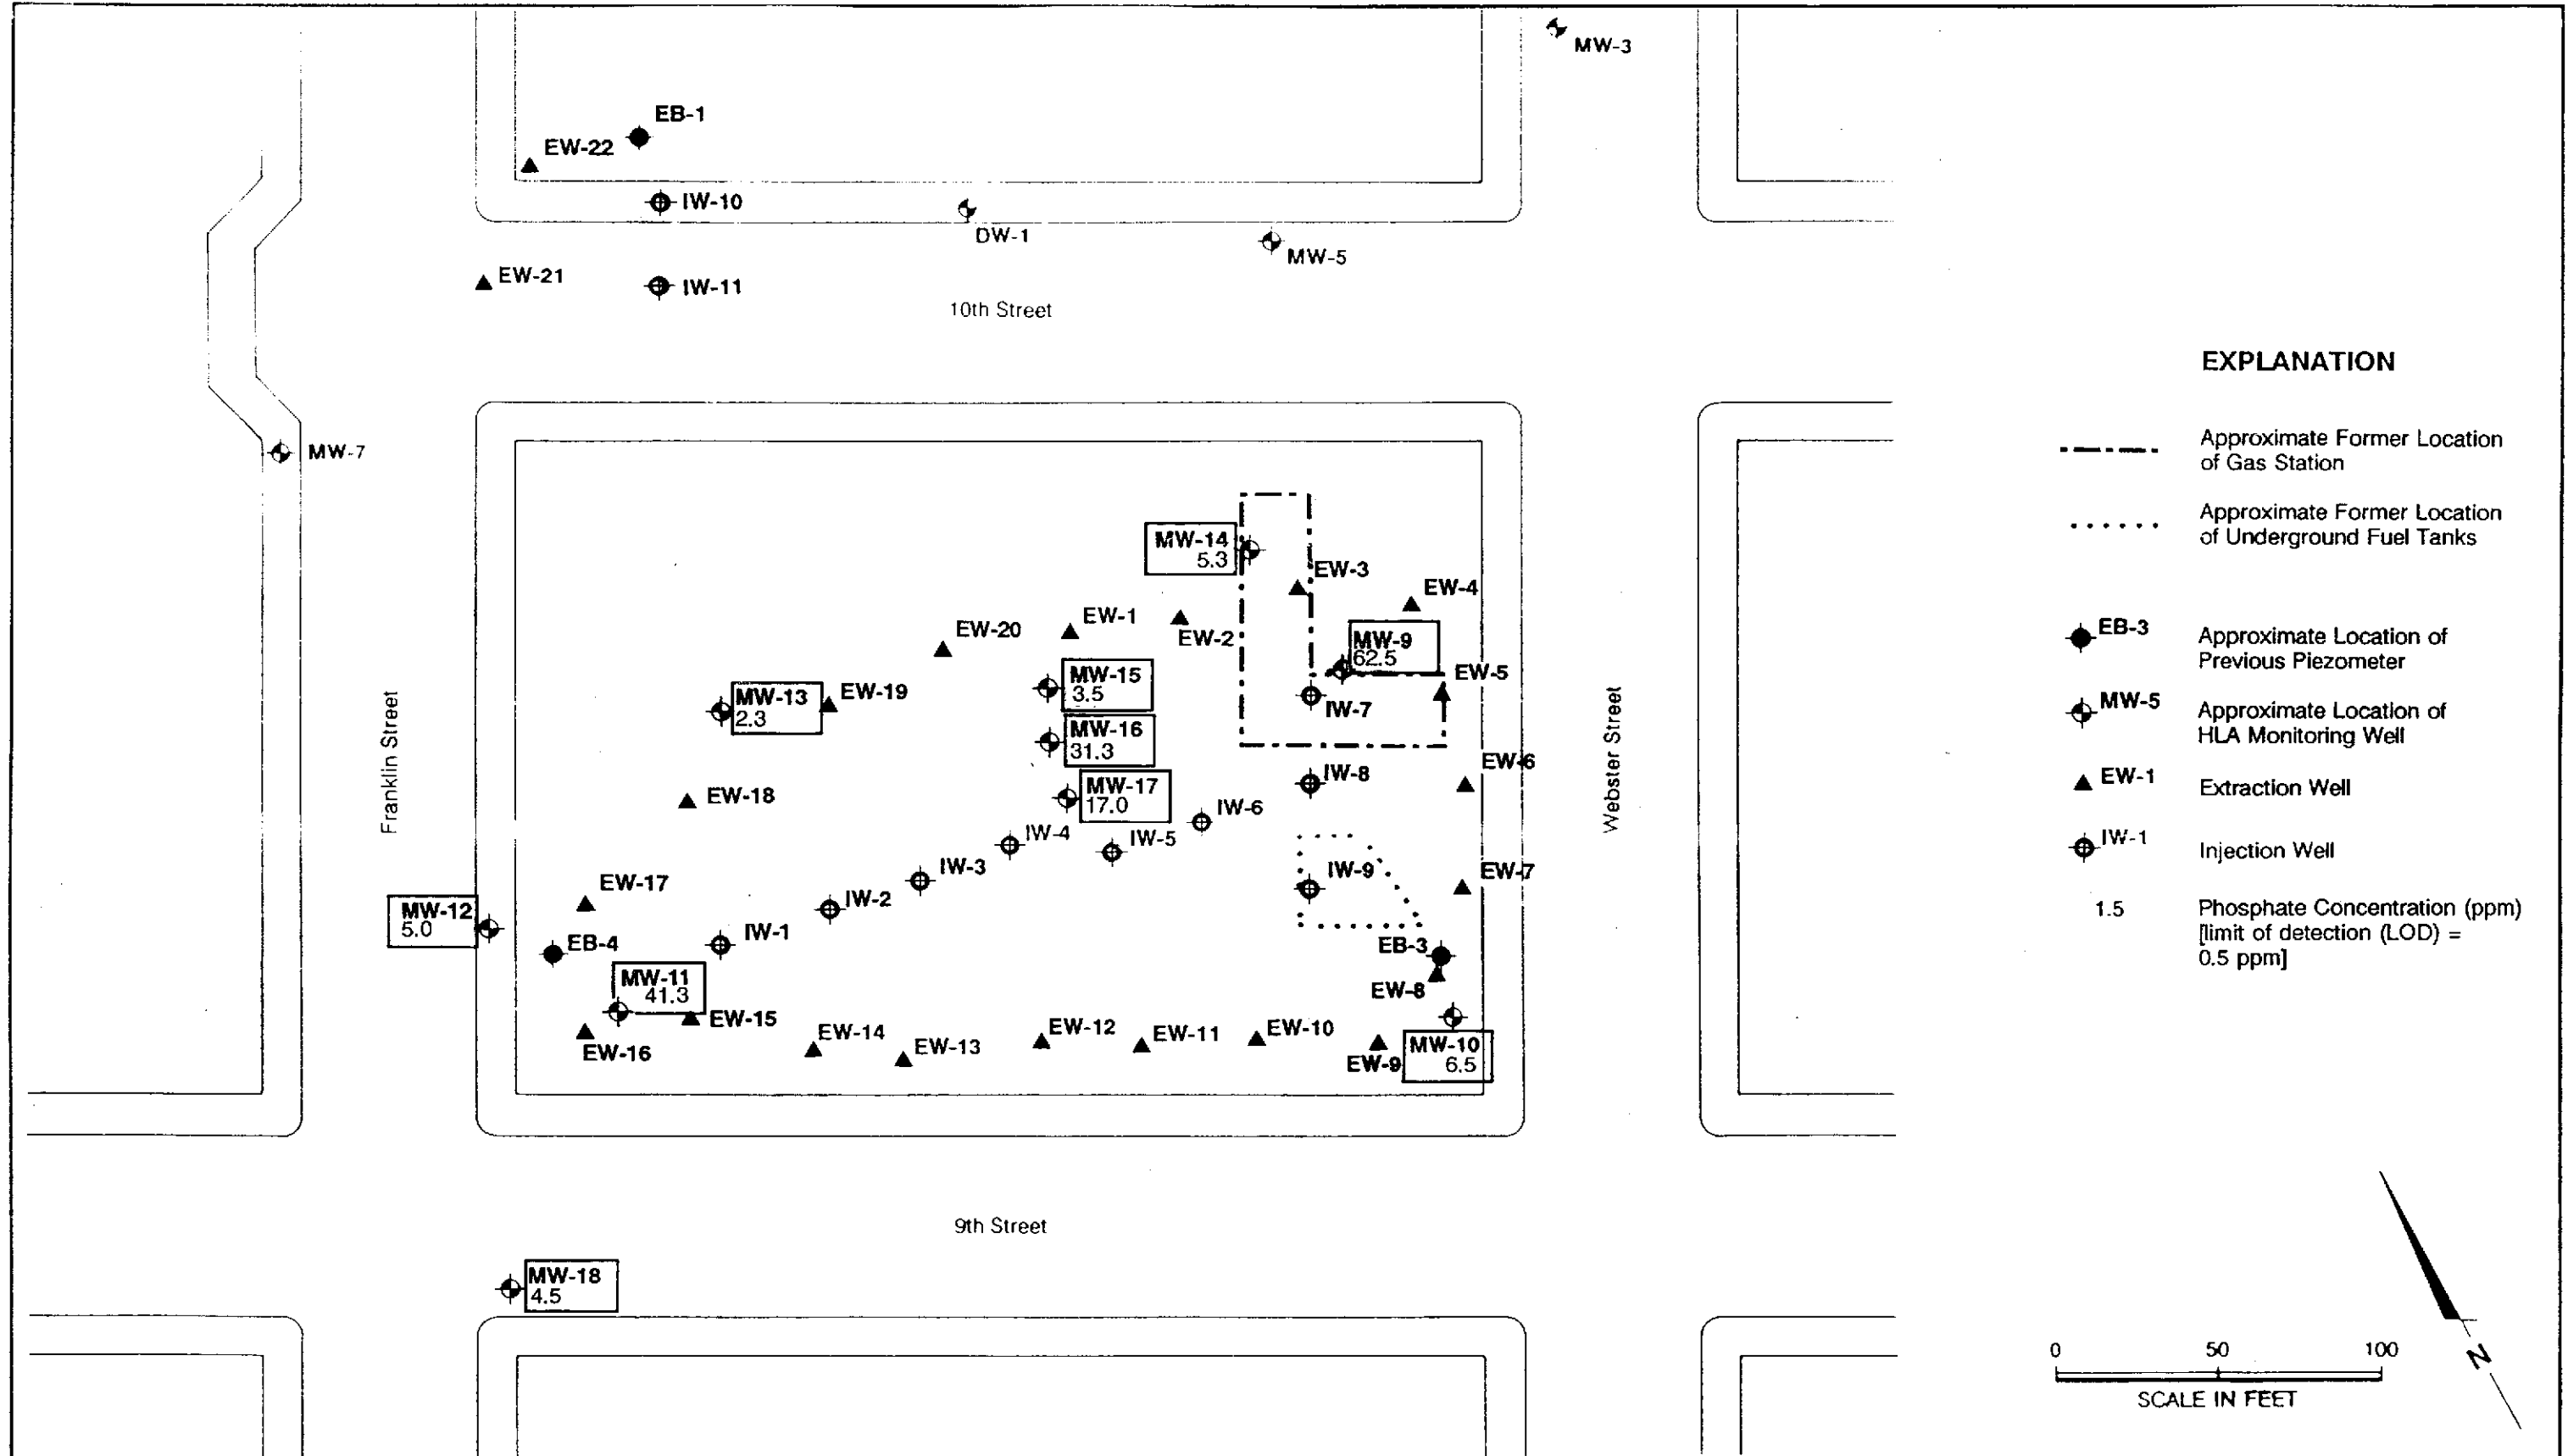 MW-3
EB-1
EW-22
IW-10
DW-1
MW-5
EW-21
IW-11
10th Street
MW-7
MW-14
5.3
EW-3
EW-4
EW-1
EW-2
EW-20
MW-9
62.5
EW-5
MW-15
3.5
MW-13
2.3
EW-19
IW-7
MW-16
31.3
Franklin Street
Webster Street
EW-6
IW-8
MW-17
17.0
EW-18
IW-6
IW-4
IW-5
IW-3
IW-9
EW-7
EW-17
IW-2
MW-12
5.0
IW-1
EB-4
EB-3
MW-11
41.3
EW-8
EW-15
EW-16
EW-14
EW-13
EW-12
EW-11
EW-10
EW-9
MW-10
6.5
9th Street
MW-18
4.5
EXPLANATION
Approximate Former Location
of Gas Station
Approximate Former Location
of Underground Fuel Tanks
EB-3
Approximate Location of
Previous Piezometer
MW-5
Approximate Location of
HLA Monitoring Well
EW-1
Extraction Well
IW-1
Injection Well
1.5
Phosphate Concentration (ppm)
[limit of detection (LOD) =
0.5 ppm]
N
0 50 100
SCALE IN FEET